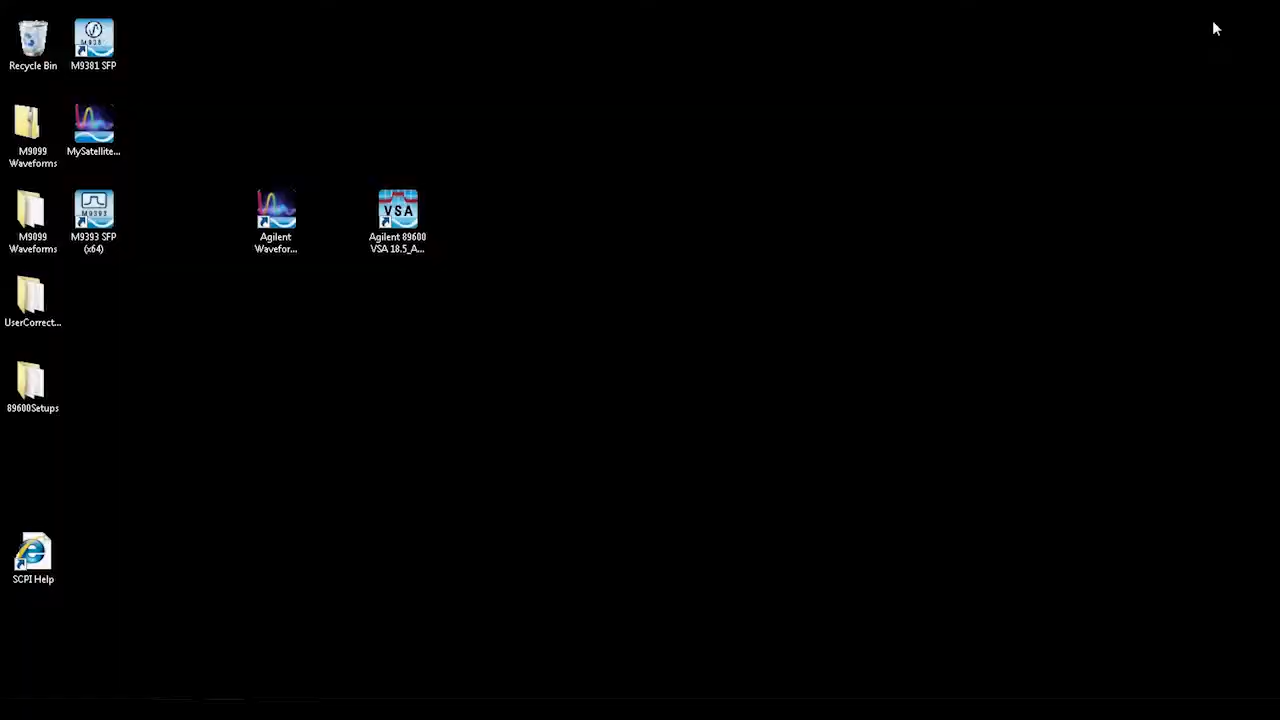 Recycle Bin
M9381 SFP
M9099
Waveforms
MySatellite...
M9099
Waveforms
M9393 SFP
(x64)
Agilent
Wavefor...
VSA
Agilent 89600
VSA 18.5_A...
UserCorrect...
89600Setups
SCPI Help